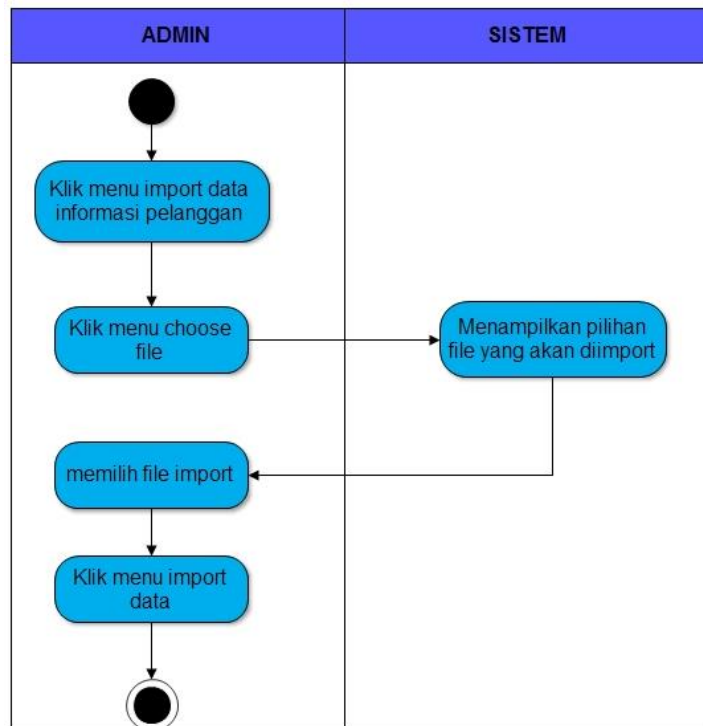 ADMIN
SISTEM
Klik menu import data
informasi pelanggan
Klik menu choose
file
Menampilkan pilihan
file yang akan diimport
memilih file import
Klik menu import
data